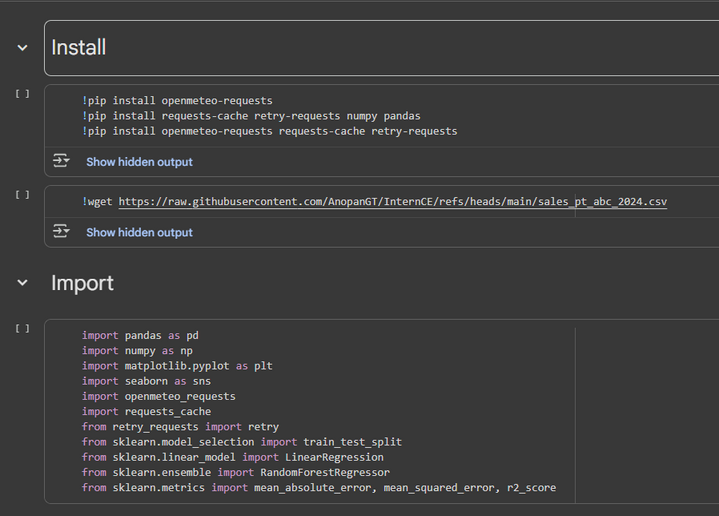 Install
[ ]
!pip install openmeteo-requests
!pip install requests-cache retry-requests numpy pandas
!pip install openmeteo-requests requests-cache retry-requests
Show hidden output
[ ]
!wget https://raw.githubusercontent.com/AnopanGT/InternCE/refs/heads/main/sales_pt_abc_2024.csv
Show hidden output
Import
[ ]
import pandas as pd
import numpy as np
import matplotlib.pyplot as plt
import seaborn as sns
import openmeteo_requests
import requests_cache
from retry_requests import retry
from sklearn.model_selection import train_test_split
from sklearn.linear_model import LinearRegression
from sklearn.ensemble import RandomForestRegressor
from sklearn.metrics import mean_absolute_error, mean_squared_error, r2_score